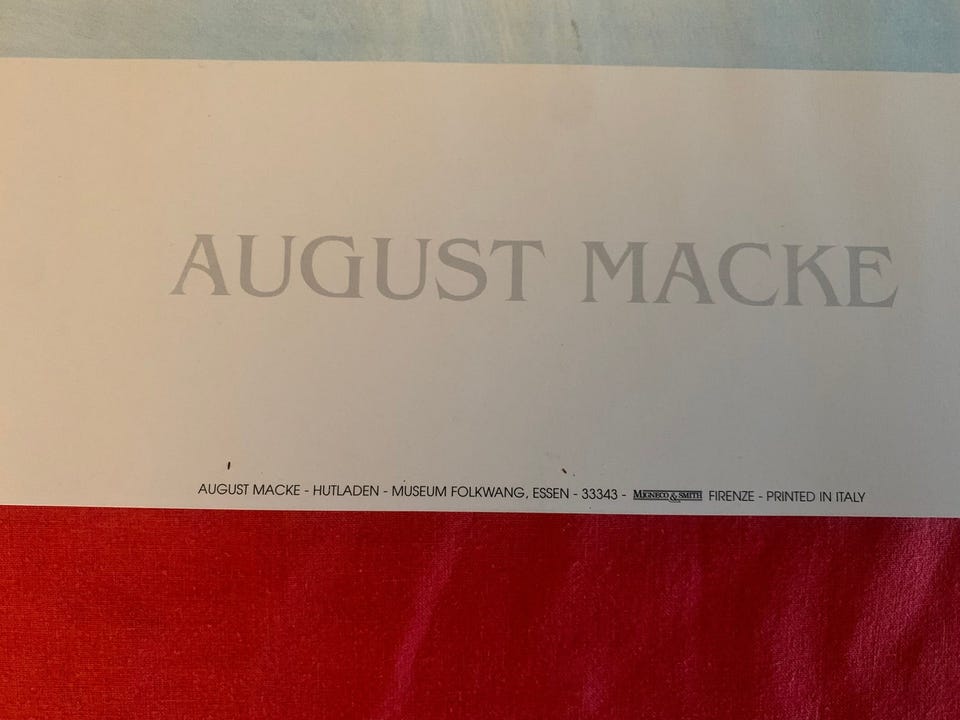 AUGUST MACKE
AUGUST MACKE - HUTLADEN - MUSEUM FOLKWANG, ESSEN - 33343 - MIGNECO & SMITH FIRENZE - PRINTED IN ITALY